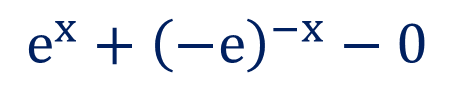 eˣ + (−e)⁻ˣ − 0